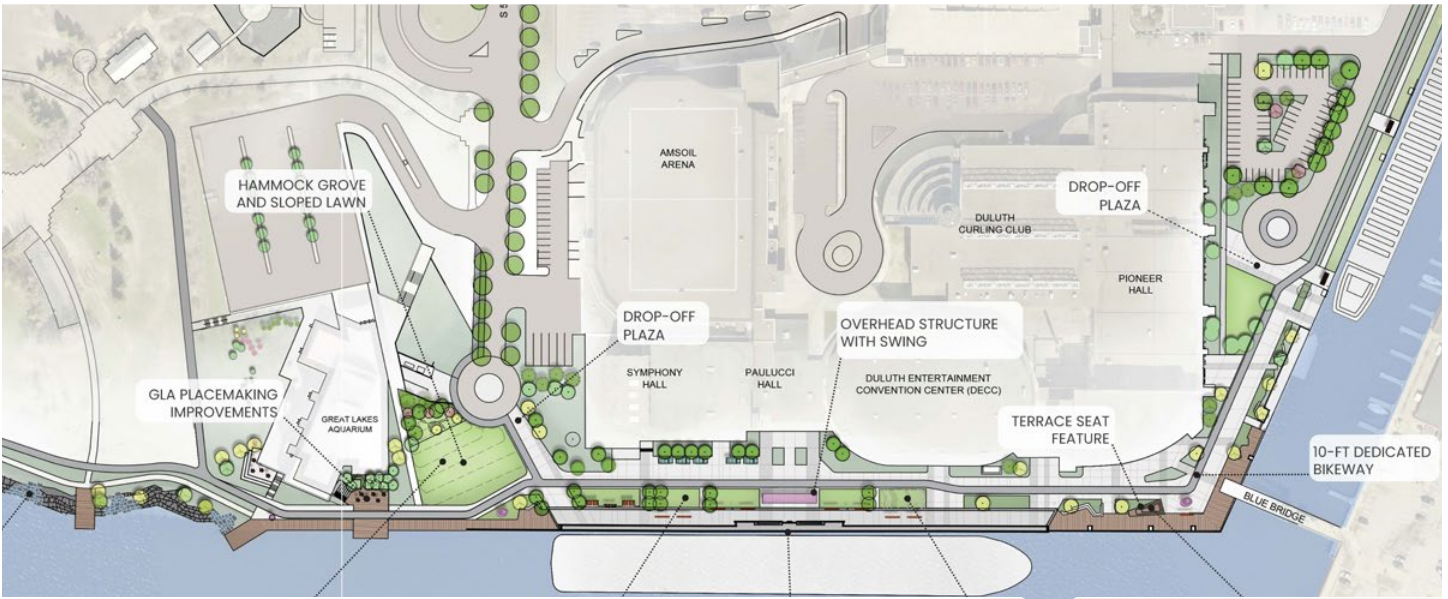 S 5
AMSOIL
ARENA
HAMMOCK GROVE
AND SLOPED LAWN
DROP-OFF
PLAZA
DULUTH
CURLING CLUB
PIONEER
HALL
DROP-OFF
PLAZA
OVERHEAD STRUCTURE
WITH SWING
SYMPHONY
HALL
PAULUCCI
HALL
DULUTH ENTERTAINMENT
CONVENTION CENTER (DECC)
GLA PLACEMAKING
IMPROVEMENTS
GREAT LAKES
AQUARIUM
TERRACE SEAT
FEATURE
10-FT DEDICATED
BIKEWAY
BLUE BRIDGE